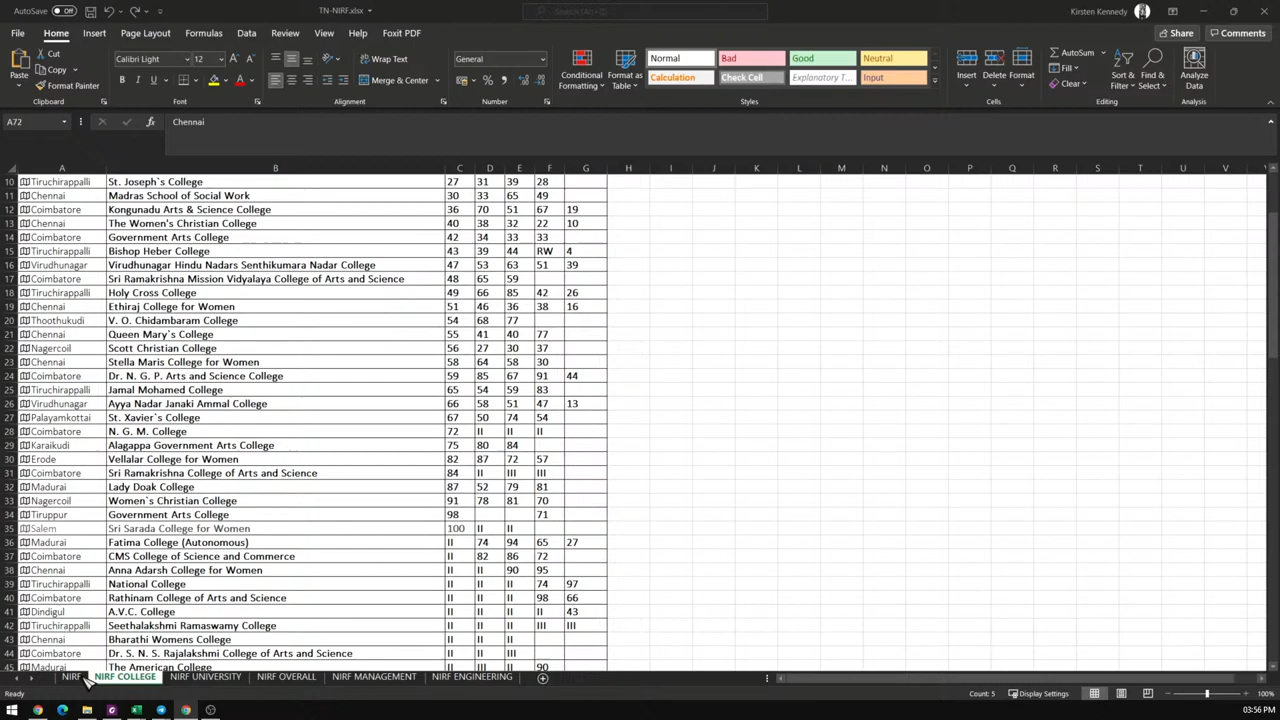 AutoSave Off TN-NIRF.xlsx Search (Alt+Q) Kirsten Kennedy
File Home Insert Page Layout Formulas Data Review View Help Foxit PDF Share Comments
Paste Cut Copy Format Painter Clipboard
Calibri Light 12 Font
Wrap Text Merge & Center Alignment
General Number
Conditional Formatting Format as Table
Normal Bad Good Neutral
Calculation Check Cell Explanatory T... Input
Styles
Insert Delete Format Cells
AutoSum Clear Sort & Filter Find & Select Editing
Analyze Data Analysis
A72 fx Chennai
A B C D E F G H I J K L M N O P Q R S T U V
10 Tiruchirappalli St. Joseph`s College 27 31 39 28
11 Chennai Madras School of Social Work 30 33 65 49
12 Coimbatore Kongunadu Arts & Science College 36 70 51 67 19
13 Chennai The Women's Christian College 40 38 32 22 10
14 Coimbatore Government Arts College 42 34 33 33
15 Tiruchirappalli Bishop Heber College 43 39 44 RW 4
16 Virudhunagar Virudhunagar Hindu Nadars Senthikumara Nadar College 47 53 63 51 39
17 Coimbatore Sri Ramakrishna Mission Vidyalaya College of Arts and Science 48 65 59
18 Tiruchirappalli Holy Cross College 49 66 85 42 26
19 Chennai Ethiraj College for Women 51 46 36 38 16
20 Thoothukudi V. O. Chidambaram College 54 68 77
21 Chennai Queen Mary`s College 55 41 40 77
22 Nagercoil Scott Christian College 56 27 30 37
23 Chennai Stella Maris College for Women 58 64 58 30
24 Coimbatore Dr. N. G. P. Arts and Science College 59 85 67 91 44
25 Tiruchirappalli Jamal Mohamed College 65 54 59 83
26 Virudhunagar Ayya Nadar Janaki Ammal College 66 58 51 47 13
27 Palayamkottai St. Xavier`s College 67 50 74 54
28 Coimbatore N. G. M. College 72 II II II
29 Karaikudi Alagappa Government Arts College 75 80 84
30 Erode Vellalar College for Women 82 87 72 57
31 Coimbatore Sri Ramakrishna College of Arts and Science 84 II III III
32 Madurai Lady Doak College 87 52 79 81
33 Nagercoil Women`s Christian College 91 78 81 70
34 Tiruppur Government Arts College 98 71
35 Salem Sri Sarada College for Women 100 II II
36 Madurai Fatima College (Autonomous) II 74 94 65 27
37 Coimbatore CMS College of Science and Commerce II 82 86 72
38 Chennai Anna Adarsh College for Women II II 90 95
39 Tiruchirappalli National College II II II 74 97
40 Coimbatore Rathinam College of Arts and Science II II II 98 66
41 Dindigul A.V.C. College II II II II 43
42 Tiruchirappalli Seethalakshmi Ramaswamy College II II II III III
43 Chennai Bharathi Womens College II II II
44 Coimbatore Dr. S. N. S. Rajalakshmi College of Arts and Science II II III
45 Madurai The American College II III II 90
NIRF NIRF COLLEGE NIRF UNIVERSITY NIRF OVERALL NIRF MANAGEMENT NIRF ENGINEERING
Ready Count: 5 Display Settings 100%
03:56 PM